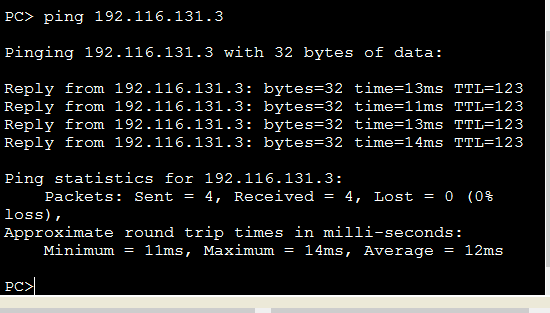 PC> ping 192.116.131.3
Pinging 192.116.131.3 with 32 bytes of data:
Reply from 192.116.131.3: bytes=32 time=13ms TTL=123
Reply from 192.116.131.3: bytes=32 time=11ms TTL=123
Reply from 192.116.131.3: bytes=32 time=13ms TTL=123
Reply from 192.116.131.3: bytes=32 time=14ms TTL=123
Ping statistics for 192.116.131.3:
Packets: Sent = 4, Received = 4, Lost = 0 (0%
loss),
Approximate round trip times in milli-seconds:
Minimum = 11ms, Maximum = 14ms, Average = 12ms
PC>